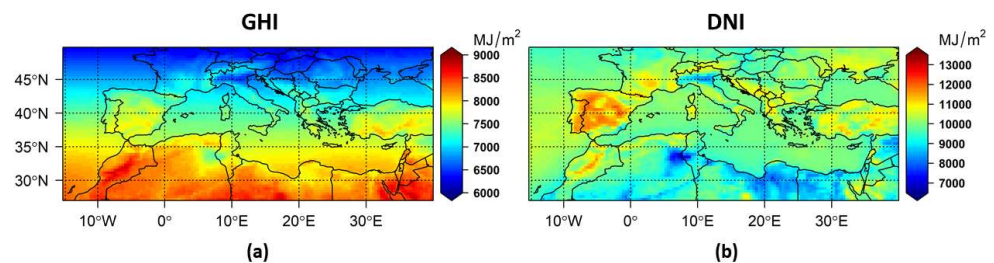 GHI
MJ/m²
9000
8500
8000
7500
7000
6500
6000
45°N
40°N
35°N
30°N
10°W 0° 10°E 20°E 30°E
(a)
DNI
MJ/m²
13000
12000
11000
10000
9000
8000
7000
10°W 0° 10°E 20°E 30°E
(b)